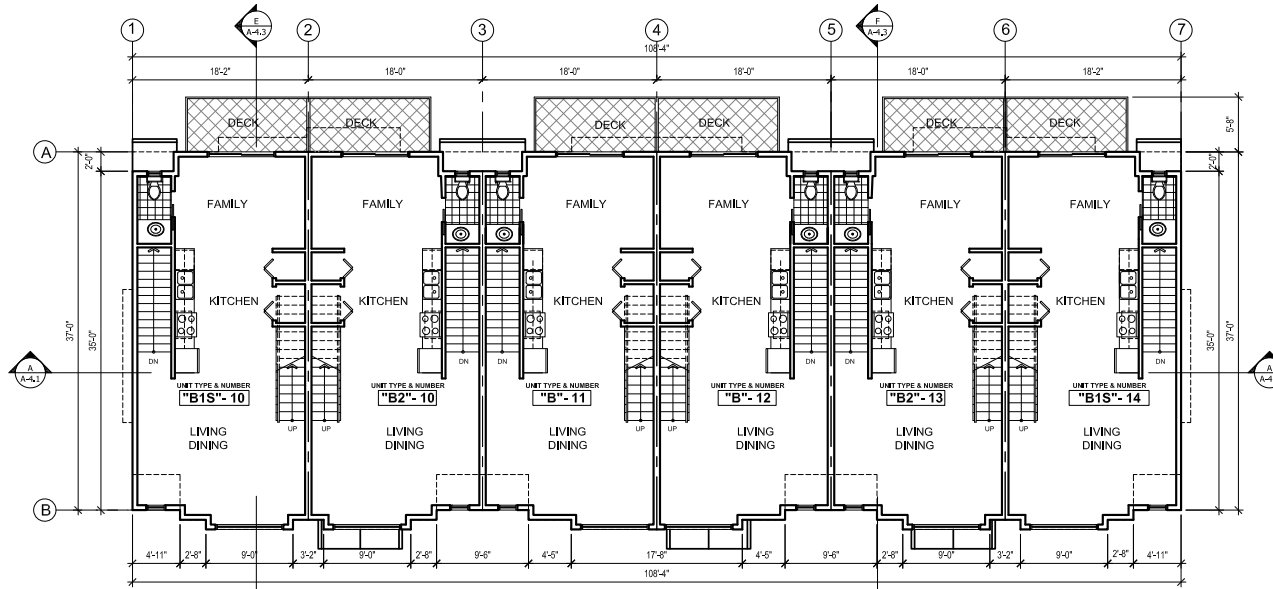 1 E 2 3 4 5 F 6 7
A-4.3 A-4.3
108'-4"
18'-2" 18'-0" 18'-0" 18'-0" 18'-0" 18'-2"
DECK DECK DECK DECK DECK DECK
5'-8"
A
2'-0" 2'-0"
FAMILY FAMILY FAMILY FAMILY FAMILY FAMILY
KITCHEN KITCHEN KITCHEN KITCHEN KITCHEN KITCHEN
37'-0" 35'-0" 35'-0" 37'-0"
DN DN DN DN DN DN
A A
A-4.1
UNIT TYPE & NUMBER UNIT TYPE & NUMBER UNIT TYPE & NUMBER UNIT TYPE & NUMBER UNIT TYPE & NUMBER UNIT TYPE & NUMBER
"B1S"- 10 "B2"- 10 "B"- 11 "B"- 12 "B2"- 13 "B1S"- 14
UP UP UP UP UP UP
LIVING LIVING LIVING LIVING LIVING LIVING
DINING DINING DINING DINING DINING DINING
B
4'-11" 2'-8" 9'-0" 3'-2" 9'-0" 2'-8" 9'-6" 4'-5" 17'-8" 4'-5" 9'-6" 2'-8" 9'-0" 3'-2" 9'-0" 2'-8" 4'-11"
108'-4"